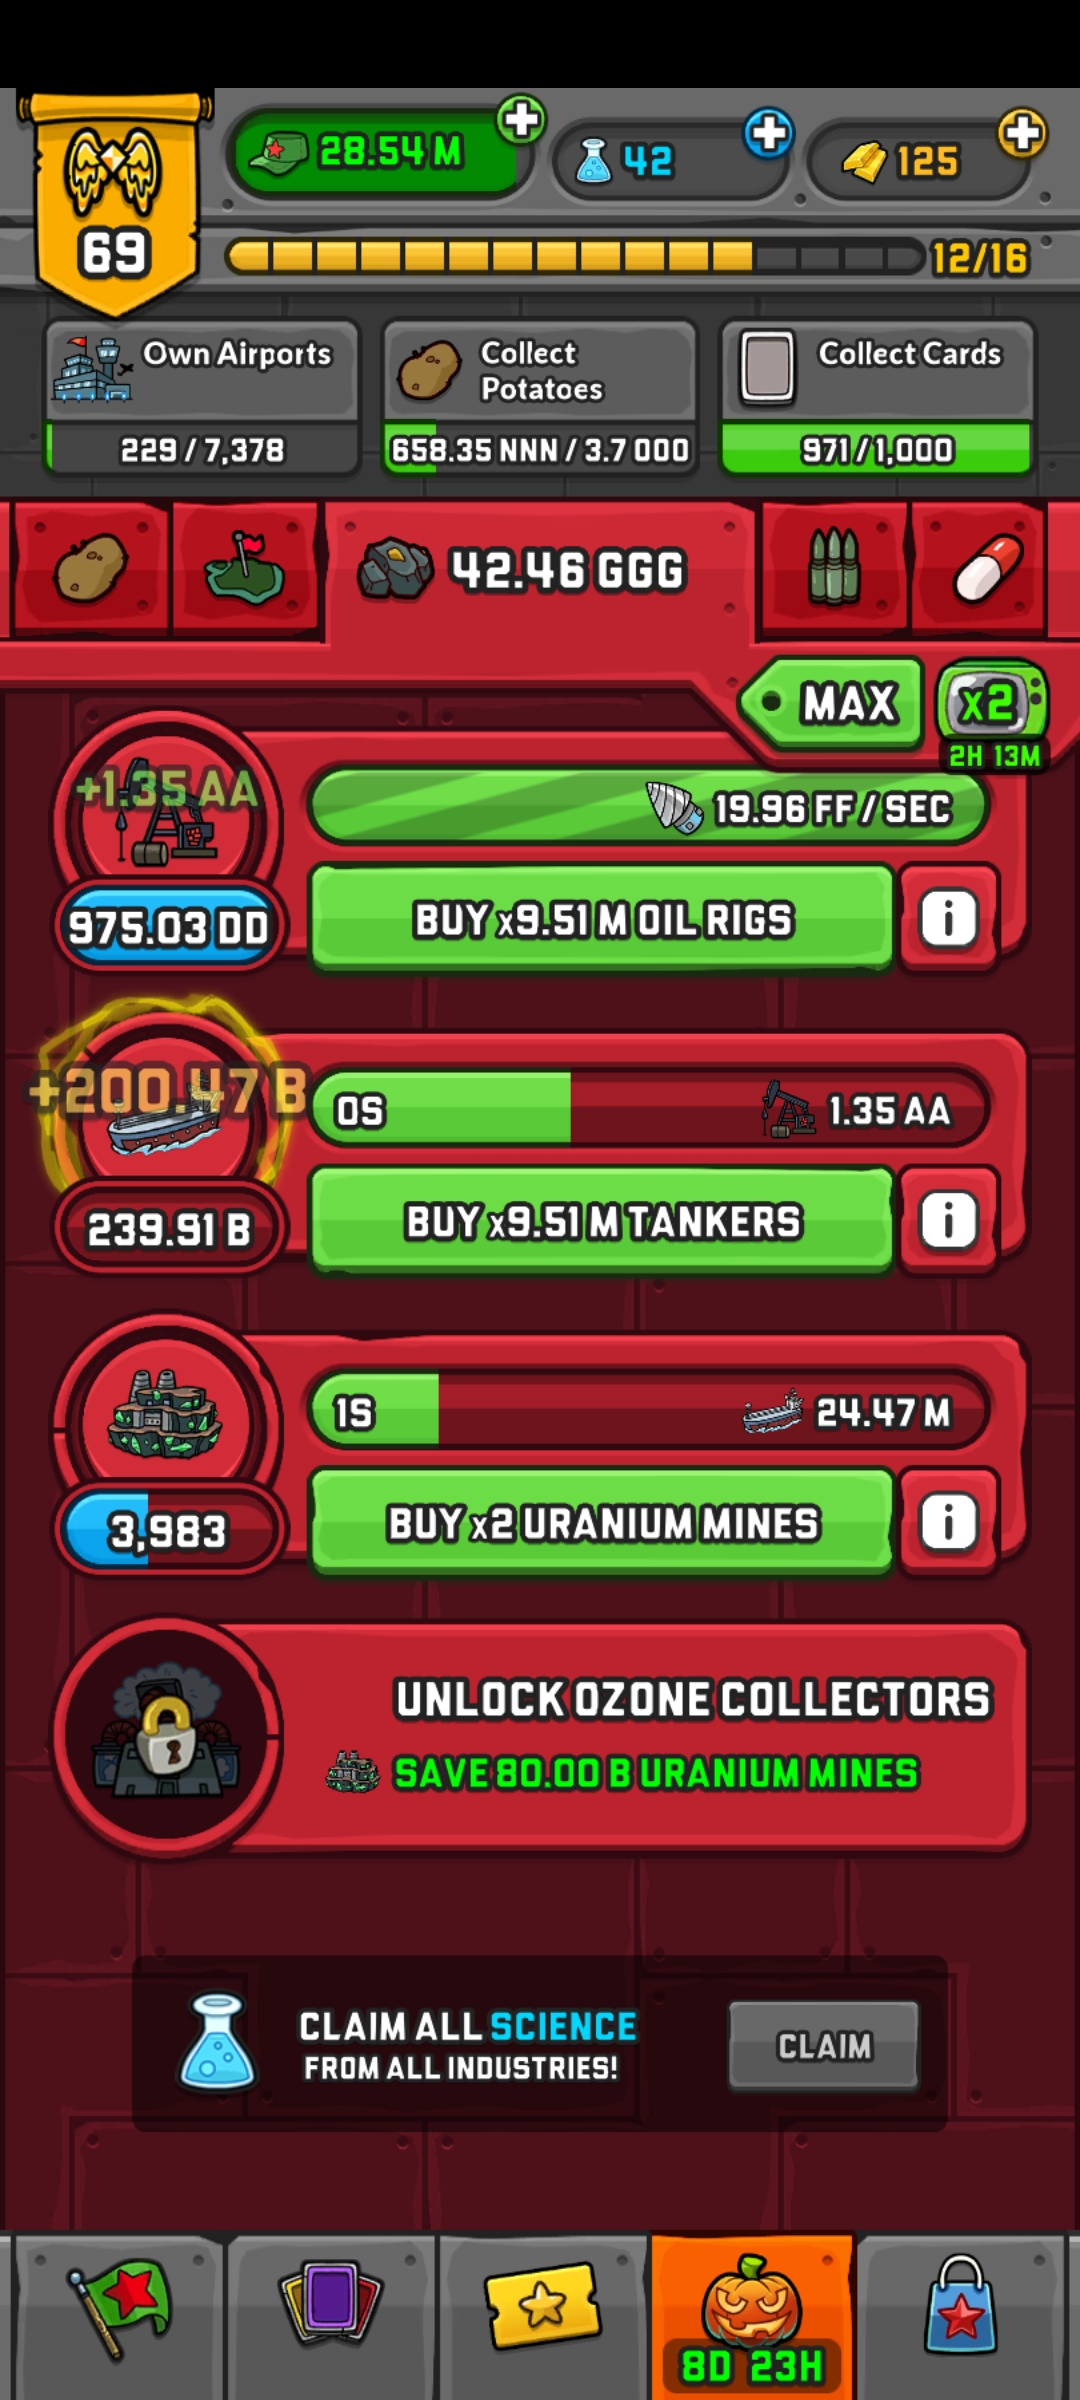 28.54 M
42
125
69
12/16
Own Airports
229 / 7,378
Collect
Potatoes
658.35 NNN / 3.7 OOO
Collect Cards
971 / 1,000
42.46 GGG
MAX
x2
2H 13M
+1.35 AA
19.96 FF / SEC
975.03 DD
BUY x9.51 M OIL RIGS
i
+200.47 B
0S
1.35 AA
239.91 B
BUY x9.51 M TANKERS
i
1S
24.47 M
3,983
BUY x2 URANIUM MINES
i
UNLOCK OZONE COLLECTORS
SAVE 80.00 B URANIUM MINES
CLAIM ALL SCIENCE
FROM ALL INDUSTRIES!
CLAIM
8D 23H